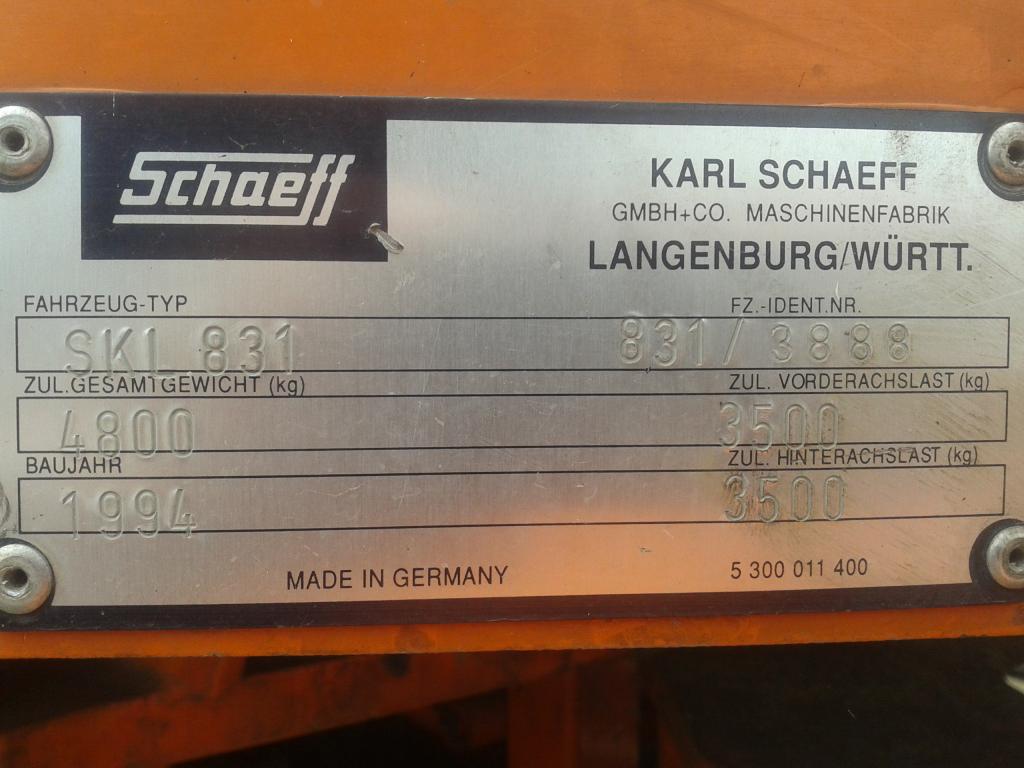 Schaeff
KARL SCHAEFF
GMBH+CO. MASCHINENFABRIK
LANGENBURG/WÜRTT.
FAHRZEUG-TYP FZ.-IDENT.NR.
SKL 831 831/3888
ZUL.GESAMTGEWICHT (kg) ZUL. VORDERACHSLAST (kg)
4800 3500
BAUJAHR ZUL. HINTERACHSLAST (kg)
1994 3500
MADE IN GERMANY 5 300 011 400